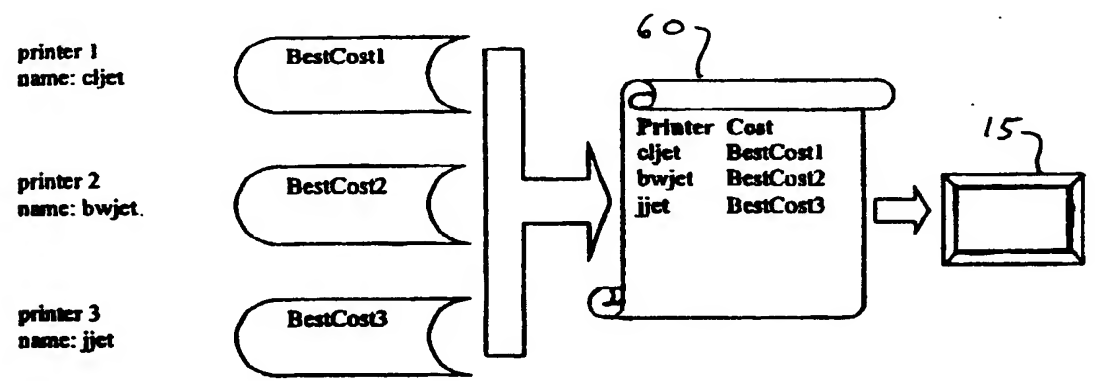 printer 1
name: cljet
BestCost1
printer 2
name: bwjet.
BestCost2
printer 3
name: jjet
BestCost3
60
Printer Cost
cljet BestCost1
bwjet BestCost2
jjet BestCost3
15